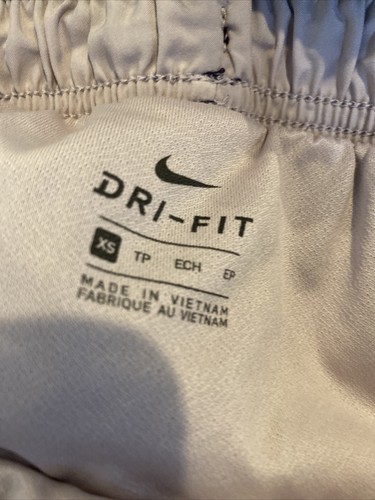 DRI-FIT
XS TP ECH EP
MADE IN VIETNAM
FABRIQUE AU VIETNAM